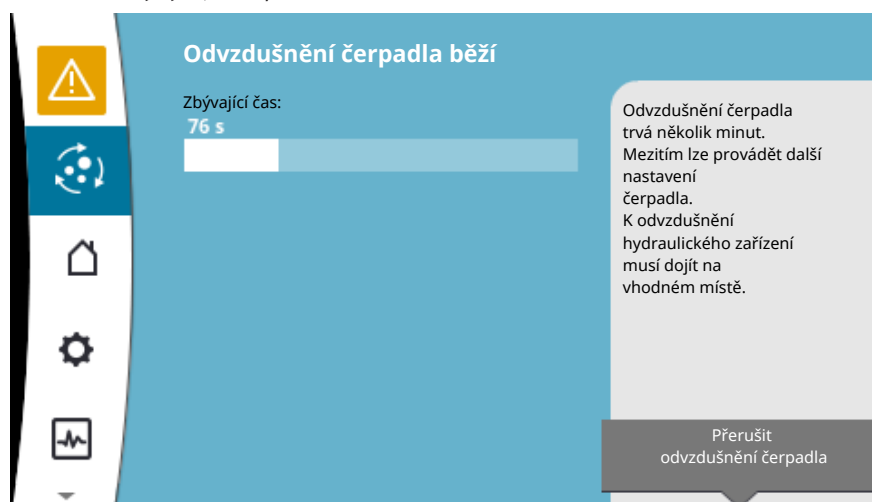 Odvzdušnění čerpadla běží
Zbývající čas:
76 s
Odvzdušnění čerpadla
trvá několik minut.
Mezitím lze provádět další
nastavení
čerpadla.
K odvzdušnění
hydraulického zařízení
musí dojít na
vhodném místě.
Přerušit
odvzdušnění čerpadla